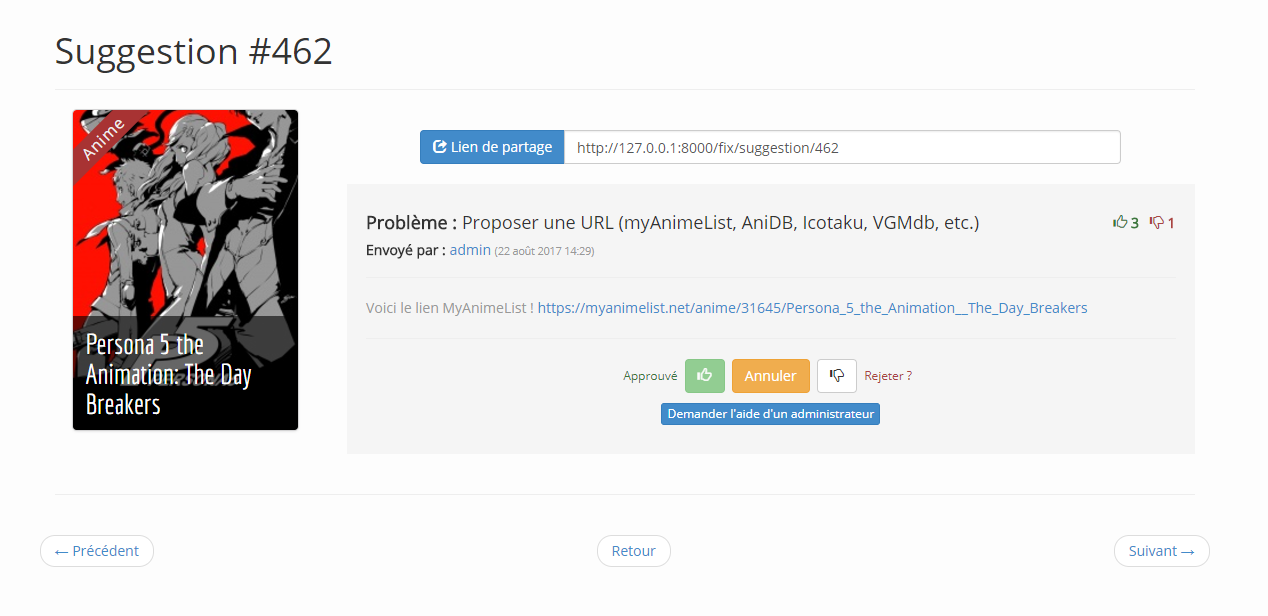 Suggestion #462
Anime
Persona 5 the
Animation: The Day
Breakers
Lien de partage
http://127.0.0.1:8000/fix/suggestion/462
Problème : Proposer une URL (myAnimeList, AniDB, Icotaku, VGMdb, etc.) 3 1
Envoyé par : admin (22 août 2017 14:29)
Voici le lien MyAnimeList ! https://myanimelist.net/anime/31645/Persona_5_the_Animation__The_Day_Breakers
Approuvé Annuler Rejeter ?
Demander l'aide d'un administrateur
← Précédent Retour Suivant →